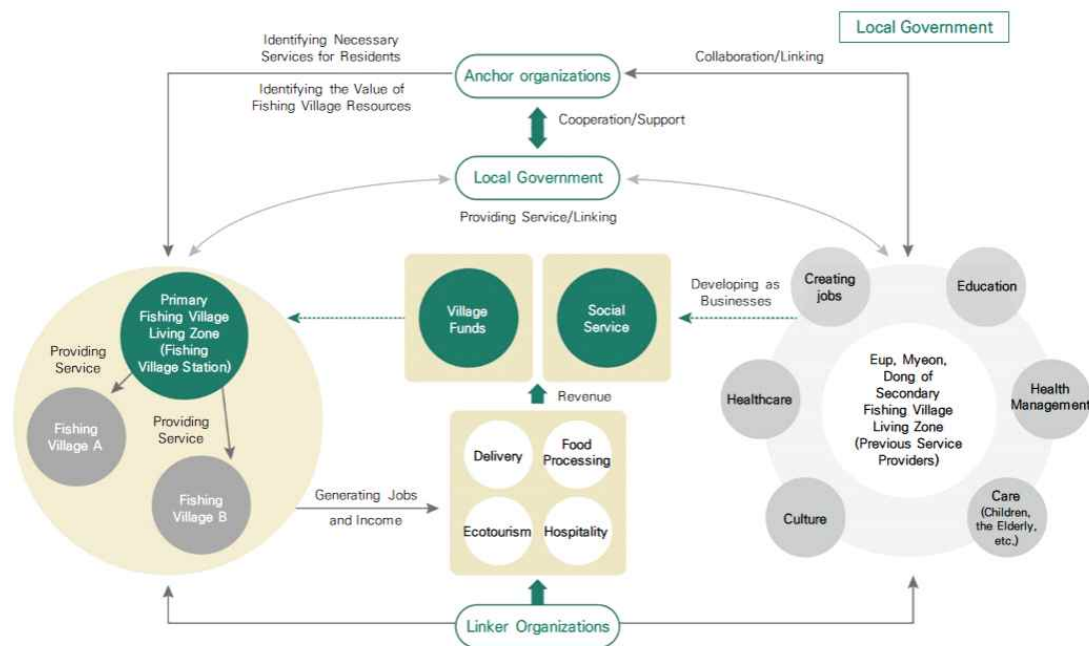 Local Government
Identifying Necessary
Services for Residents
Identifying the Value of
Fishing Village Resources
Anchor organizations
Collaboration/Linking
Cooperation/Support
Local Government
Providing Service/Linking
Primary
Fishing Village
Living Zone
(Fishing
Village Station)
Providing
Service
Fishing
Village A
Providing
Service
Fishing
Village B
Village
Funds
Social
Service
Developing as
Businesses
Revenue
Delivery
Food
Processing
Ecotourism
Hospitality
Generating Jobs
and Income
Linker Organizations
Creating
jobs
Education
Healthcare
Health
Management
Culture
Care
(Children,
the Elderly,
etc.)
Eup, Myeon,
Dong of
Secondary
Fishing Village
Living Zone
(Previous Service
Providers)